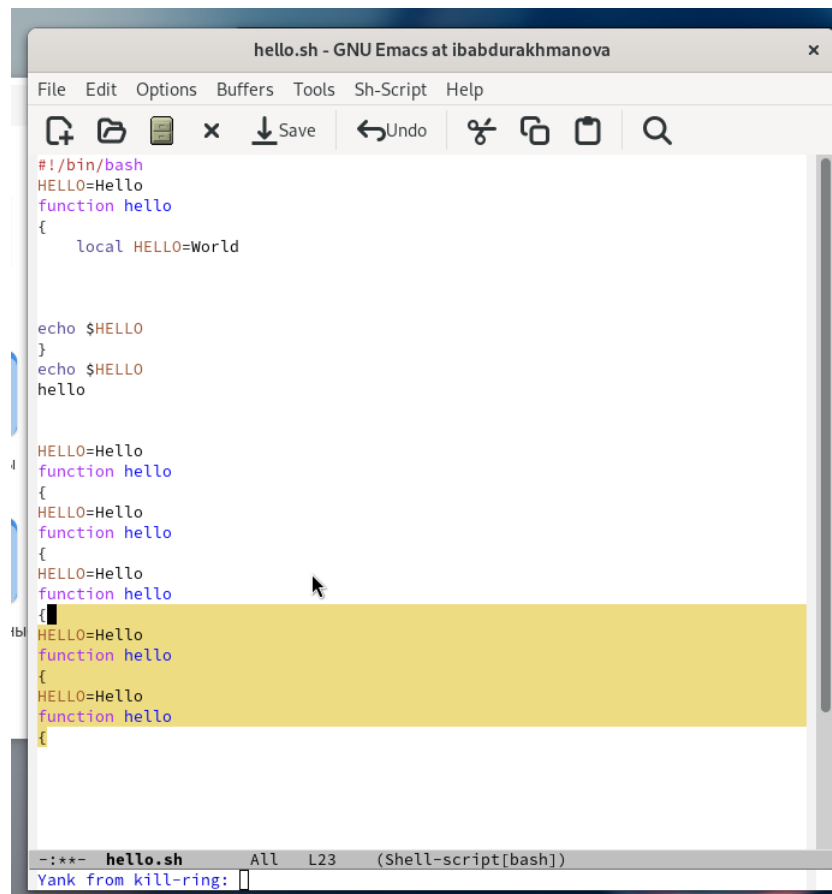 hello.sh - GNU Emacs at ibabdurakhmanova
File Edit Options Buffers Tools Sh-Script Help
Save Undo
#!/bin/bash
HELLO=Hello
function hello
{
    local HELLO=World
echo $HELLO
}
echo $HELLO
hello
HELLO=Hello
function hello
{
HELLO=Hello
function hello
{
HELLO=Hello
function hello
{
HELLO=Hello
function hello
{
HELLO=Hello
function hello
{
-:**- hello.sh All L23 (Shell-script[bash])
Yank from kill-ring: